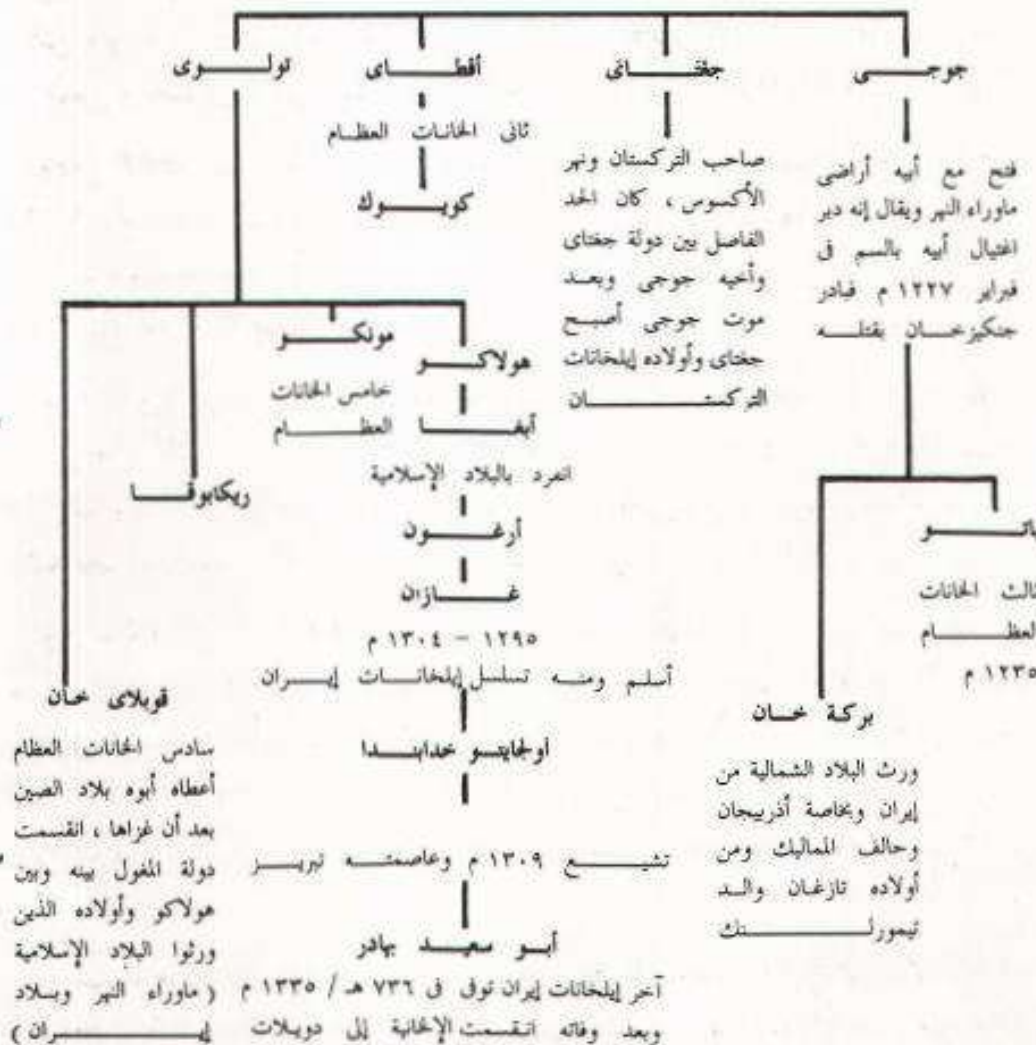 جوجى
جغتاى
أقطاى
تولوى
فتح مع أبيه أراضى
ماوراء النهر ويقال إنه دبر
اغتيال أبيه بالسم فى
فبراير ١٢٢٧ م فبادر
جنكيزخان بقتله
صاحب التركستان ونهر
الأكسوس ، كان الحد
الفاصل بين دولة جغتاى
وأخيه جوجى وبعد
موت جوجى أصبح
جغتاى وأولاده إيلخانات
التركستان
ثانى الخانات العظام
كويوك
باتو
ثالث الخانات
العظام
١٢٣٥ م
بركة خان
ورث البلاد الشمالية من
إيران وبخاصة أذربيجان
وحالف المماليك ومن
أولاده تازغان والد
تيمورلنك
هولاكو
أبغا
انفرد بالبلاد الإسلامية
أرغون
غازان
١٢٩٥ – ١٣٠٤ م
أسلم ومنه تسلسل إيلخانات إيران
أولجايتو خدابندا
تشيع ١٣٠٩ م وعاصمته تبريز
أبو سعيد بهادر
آخر إيلخانات إيران توفى فى ٧٣٦ هـ / ١٣٣٥ م
وبعد وفاته انقسمت الإلخانية إلى دويلات
مونكو
خامس الخانات
العظام
ريكابوقا
قوبلاى خان
سادس الخانات العظام
أعطاه أبوه بلاد الصين
بعد أن غزاها ، انقسمت
دولة المغول بينه وبين
هولاكو وأولاده الذين
ورثوا البلاد الإسلامية
( ماوراء النهر وبلاد
إيران )